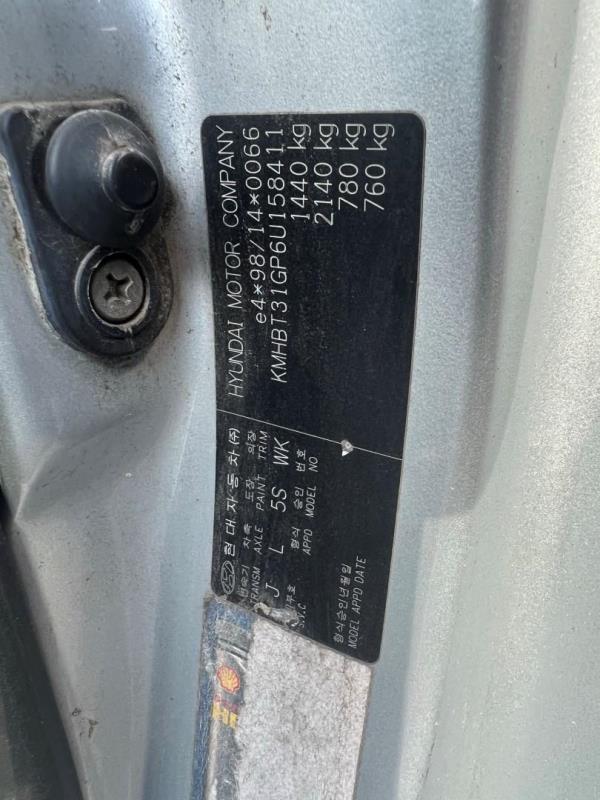 현대자동차(주) HYUNDAI MOTOR COMPANY
e4*98/14*0066
KMHBT31GP6U158411
1440 kg
2140 kg
780 kg
760 kg
변속기 차축 도장 의장
TRANSM AXLE PAINT TRIM
J L 5S WK
형식 승인 번호
APPD MODEL NO
S.V.C
형식승인년월일
MODEL APPD DATE